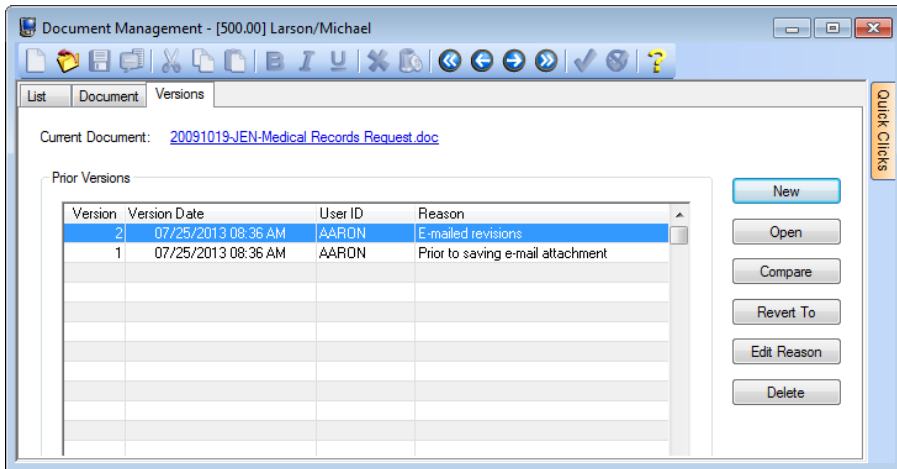 Document Management - [500.00] Larson/Michael
B I U ?
List Document Versions
Quick Clicks
Current Document: 20091019-JEN-Medical Records Request.doc
Prior Versions
Version Version Date User ID Reason
2 07/25/2013 08:36 AM AARON E-mailed revisions
1 07/25/2013 08:36 AM AARON Prior to saving e-mail attachment
New
Open
Compare
Revert To
Edit Reason
Delete